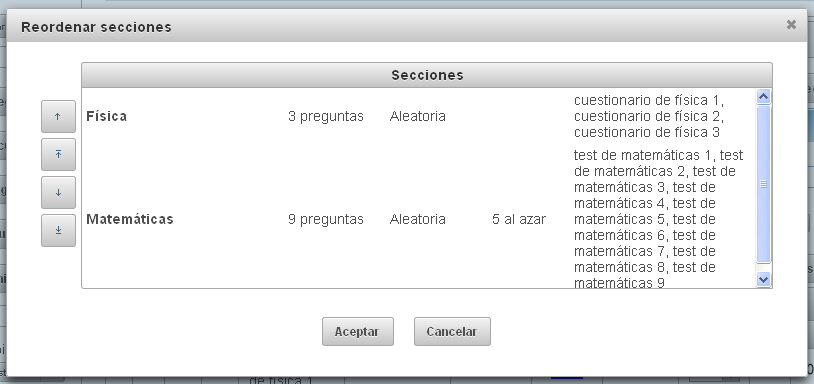 Reordenar secciones
Secciones
Física 3 preguntas Aleatoria
cuestionario de física 1,
cuestionario de física 2,
cuestionario de física 3
Matemáticas 9 preguntas Aleatoria 5 al azar
test de matemáticas 1, test
de matemáticas 2, test de
matemáticas 3, test de
matemáticas 4, test de
matemáticas 5, test de
matemáticas 6, test de
matemáticas 7, test de
matemáticas 8, test de
matemáticas 9
Aceptar Cancelar
de física 1